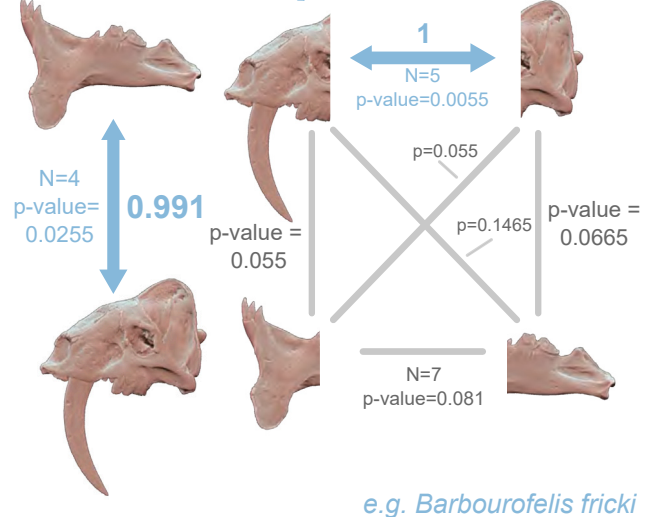 1
N=5
p-value=0.0055
p=0.055
N=4
p-value=
0.0255
0.991
p-value =
0.055
p=0.1465
p-value =
0.0665
N=7
p-value=0.081
e.g. Barbourofelis fricki